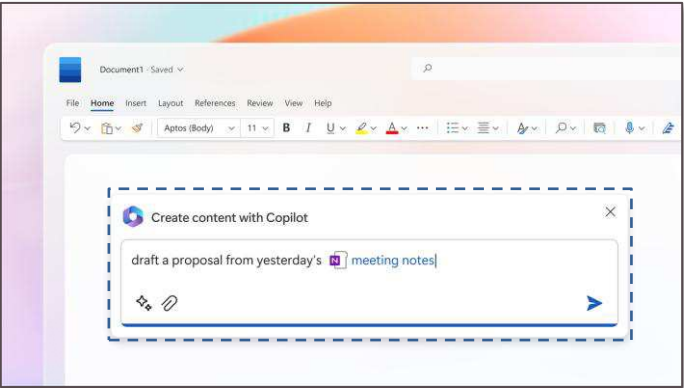 Document1 · Saved
File Home Insert Layout References Review View Help
Aptos (Body) 11 B I U A ...
Create content with Copilot
draft a proposal from yesterday's N meeting notes